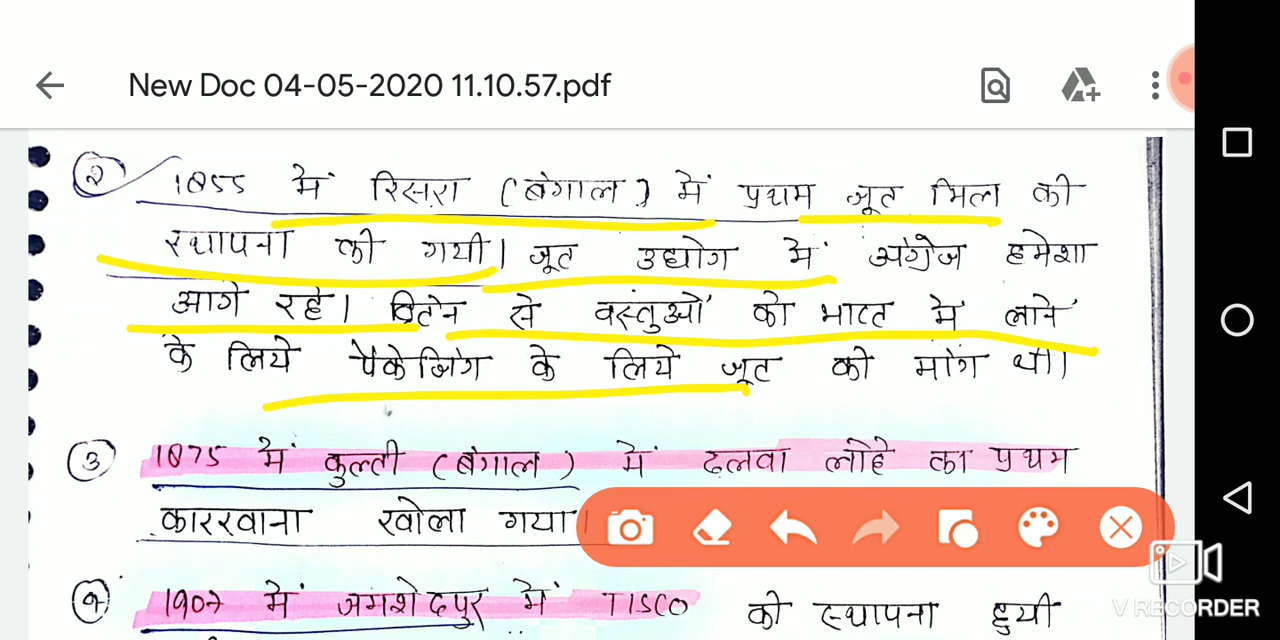 New Doc 04-05-2020 11.10.57.pdf
२ 1855 में रिसरा (बंगाल) में प्रथम जूट मिल की
स्थापना की गयी। जूट उद्योग में अंग्रेज हमेशा
आगे रहे। ब्रिटेन से वस्तुओं को भारत में लाने
के लिये पैकेजिंग के लिये जूट की मांग थी।
3 1875 में कुल्ती (बंगाल) में ढलवा लोहे का प्रथम
कारखाना खोला गया।
4 1907 में जमशेदपुर में TISCO की स्थापना हुयी
V RECORDER